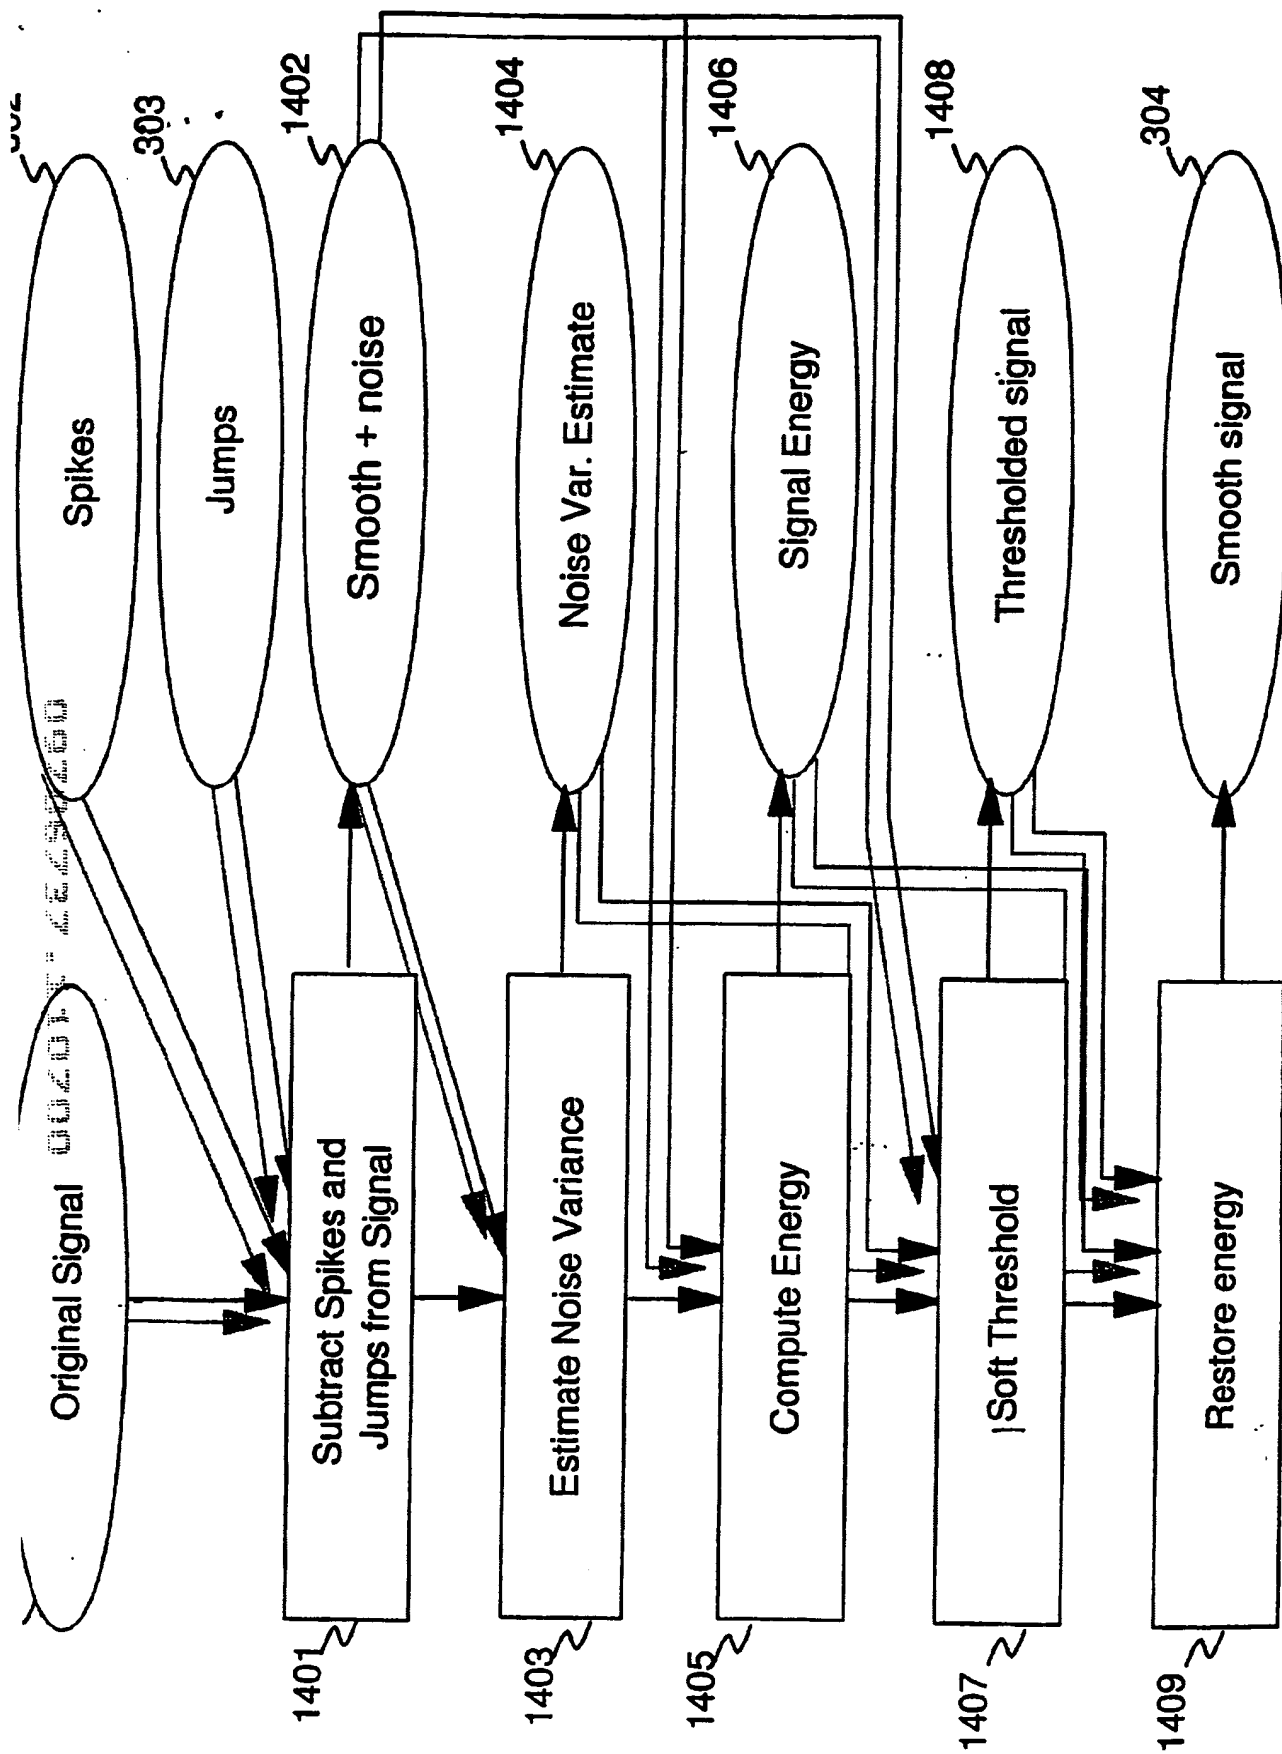 302
Spikes
303
Jumps
Original Signal
1401
Subtract Spikes and
Jumps from Signal
1402
Smooth + noise
1403
Estimate Noise Variance
1404
Noise Var. Estimate
1405
Compute Energy
1406
Signal Energy
1407
Soft Threshold
1408
Thresholded signal
1409
Restore energy
304
Smooth signal